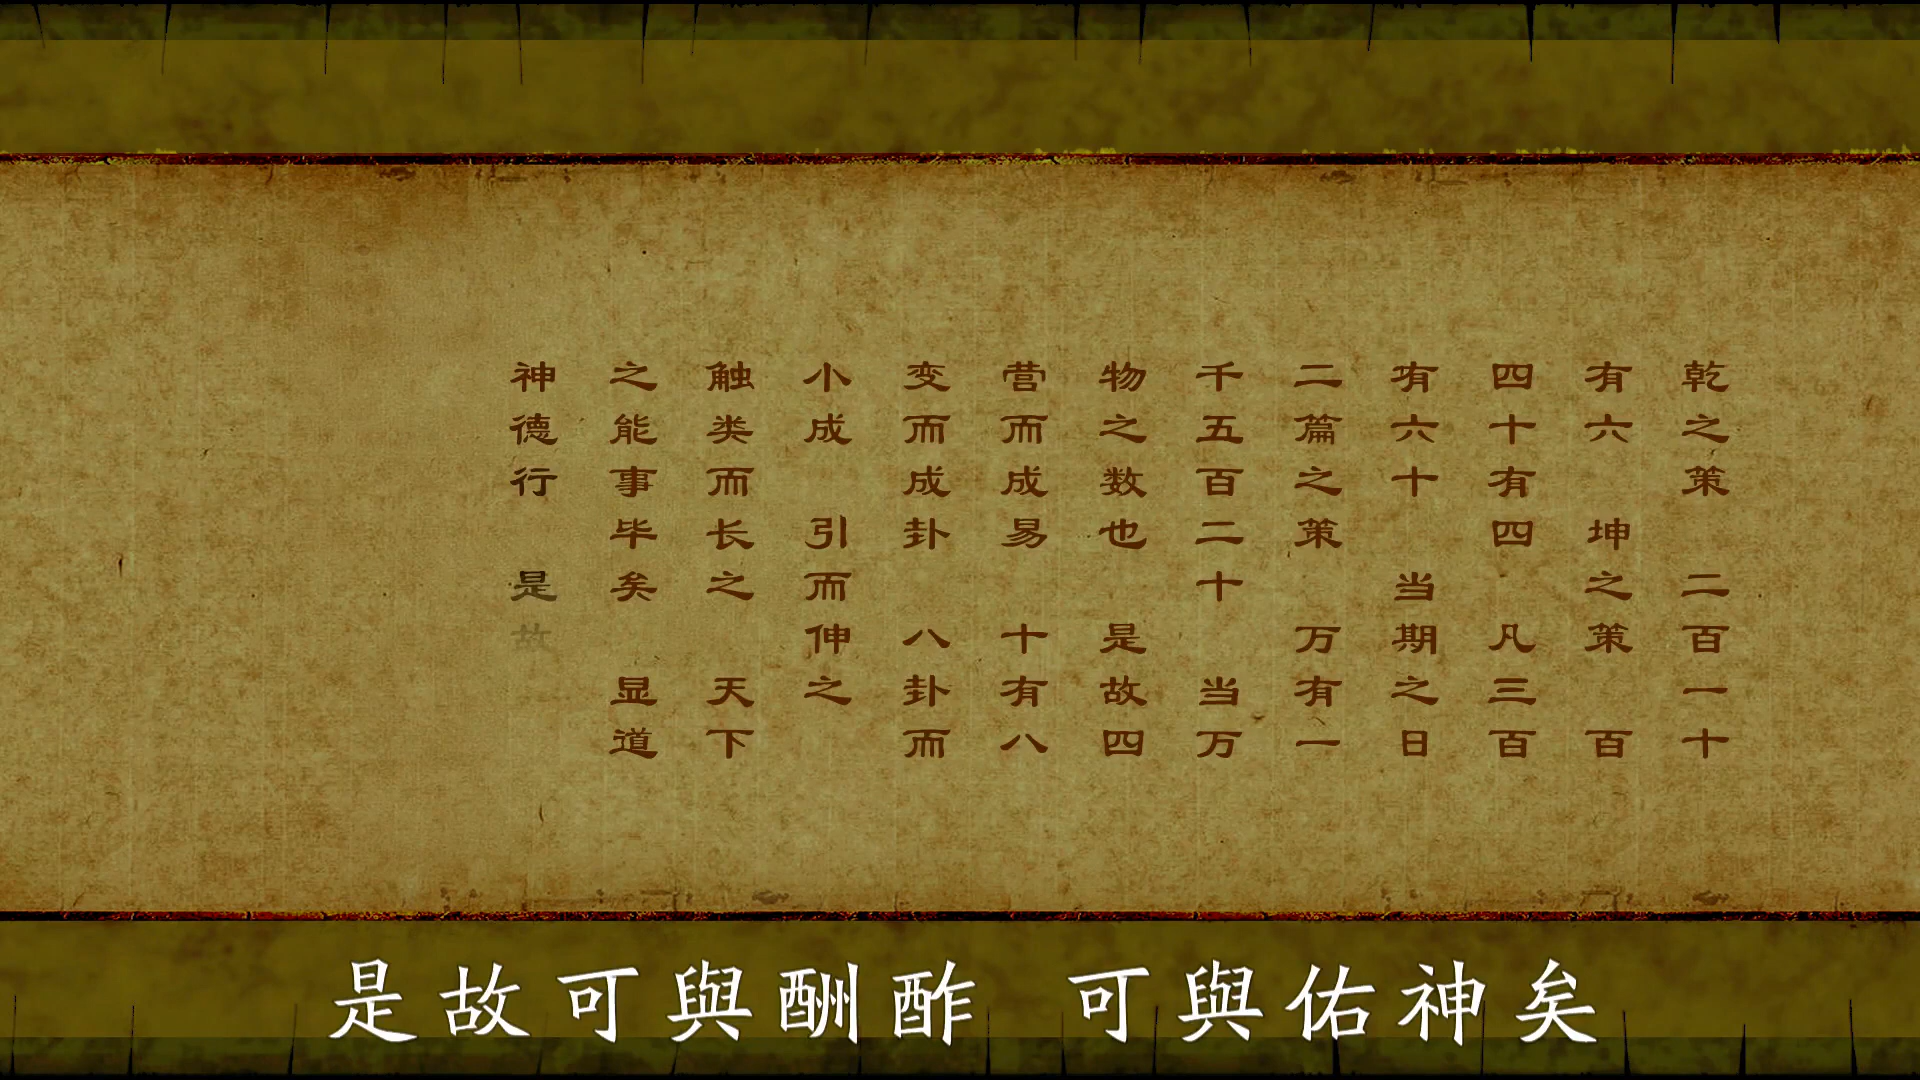 乾之策 二百一十
有六 坤之策 百
四十有四 凡三百
有六十 当期之日
二篇之策 万有一
千五百二十 当万
物之数也 是故四
营而成易 十有八
变而成卦 八卦而
小成 引而伸之
触类而长之 天下
之能事毕矣 显道
神德行 是故
是故可與酬酢 可與佑神矣